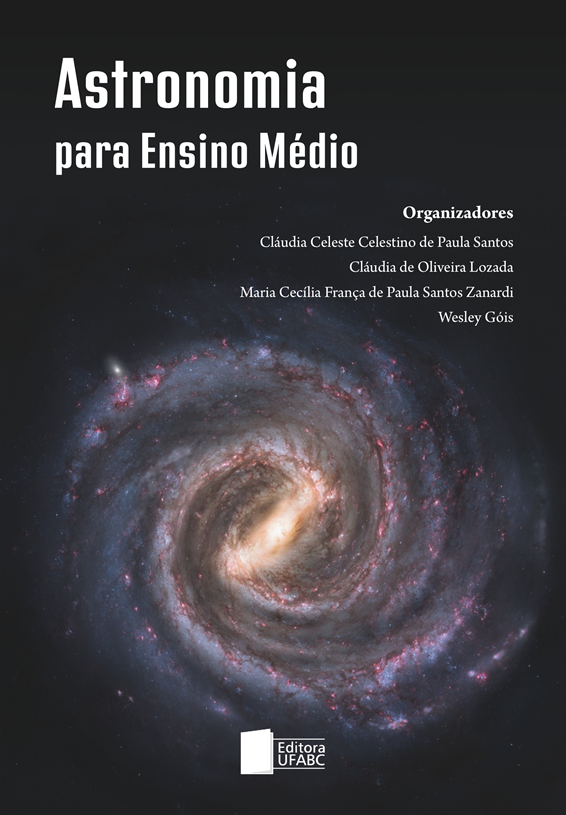 Astronomia
para Ensino Médio
Organizadores
Cláudia Celeste Celestino de Paula Santos
Cláudia de Oliveira Lozada
Maria Cecília França de Paula Santos Zanardi
Wesley Góis
Editora
UFABC